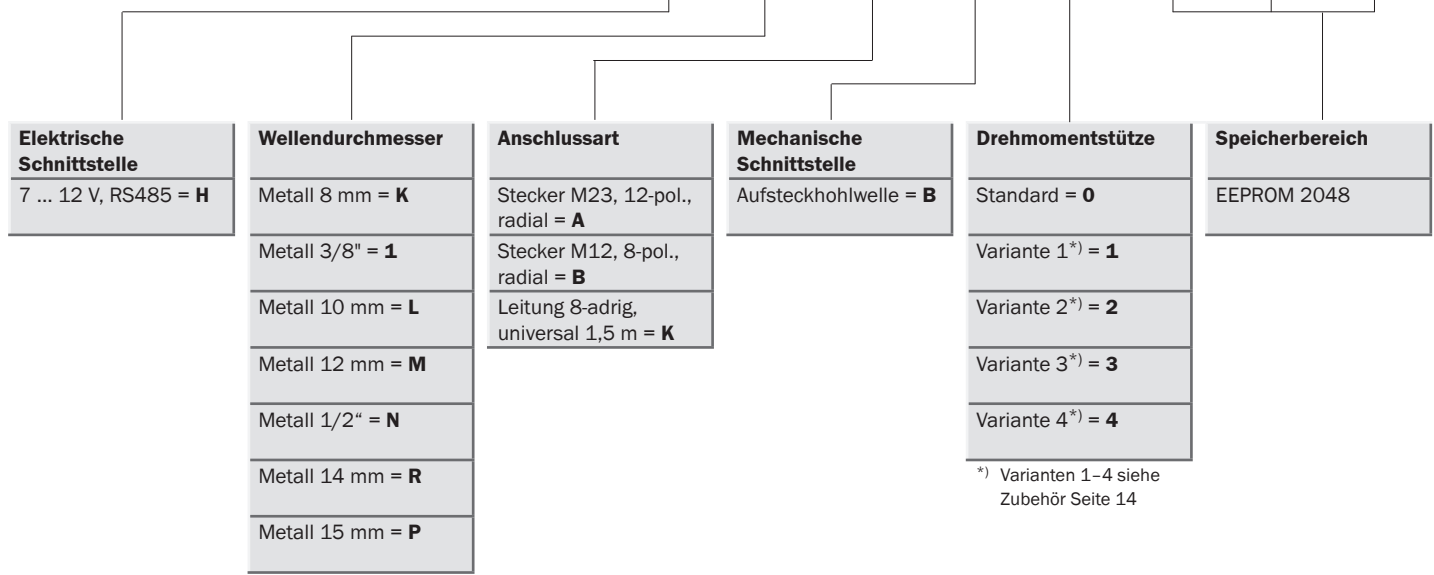 Elektrische
Schnittstelle
7 ... 12 V, RS485 = H
Wellendurchmesser
Metall 8 mm = K
Metall 3/8" = 1
Metall 10 mm = L
Metall 12 mm = M
Metall 1/2“ = N
Metall 14 mm = R
Metall 15 mm = P
Anschlussart
Stecker M23, 12-pol.,
radial = A
Stecker M12, 8-pol.,
radial = B
Leitung 8-adrig,
universal 1,5 m = K
Mechanische
Schnittstelle
Aufsteckhohlwelle = B
Drehmomentstütze
Standard = 0
Variante 1*) = 1
Variante 2*) = 2
Variante 3*) = 3
Variante 4*) = 4
*) Varianten 1–4 siehe
Zubehör Seite 14
Speicherbereich
EEPROM 2048